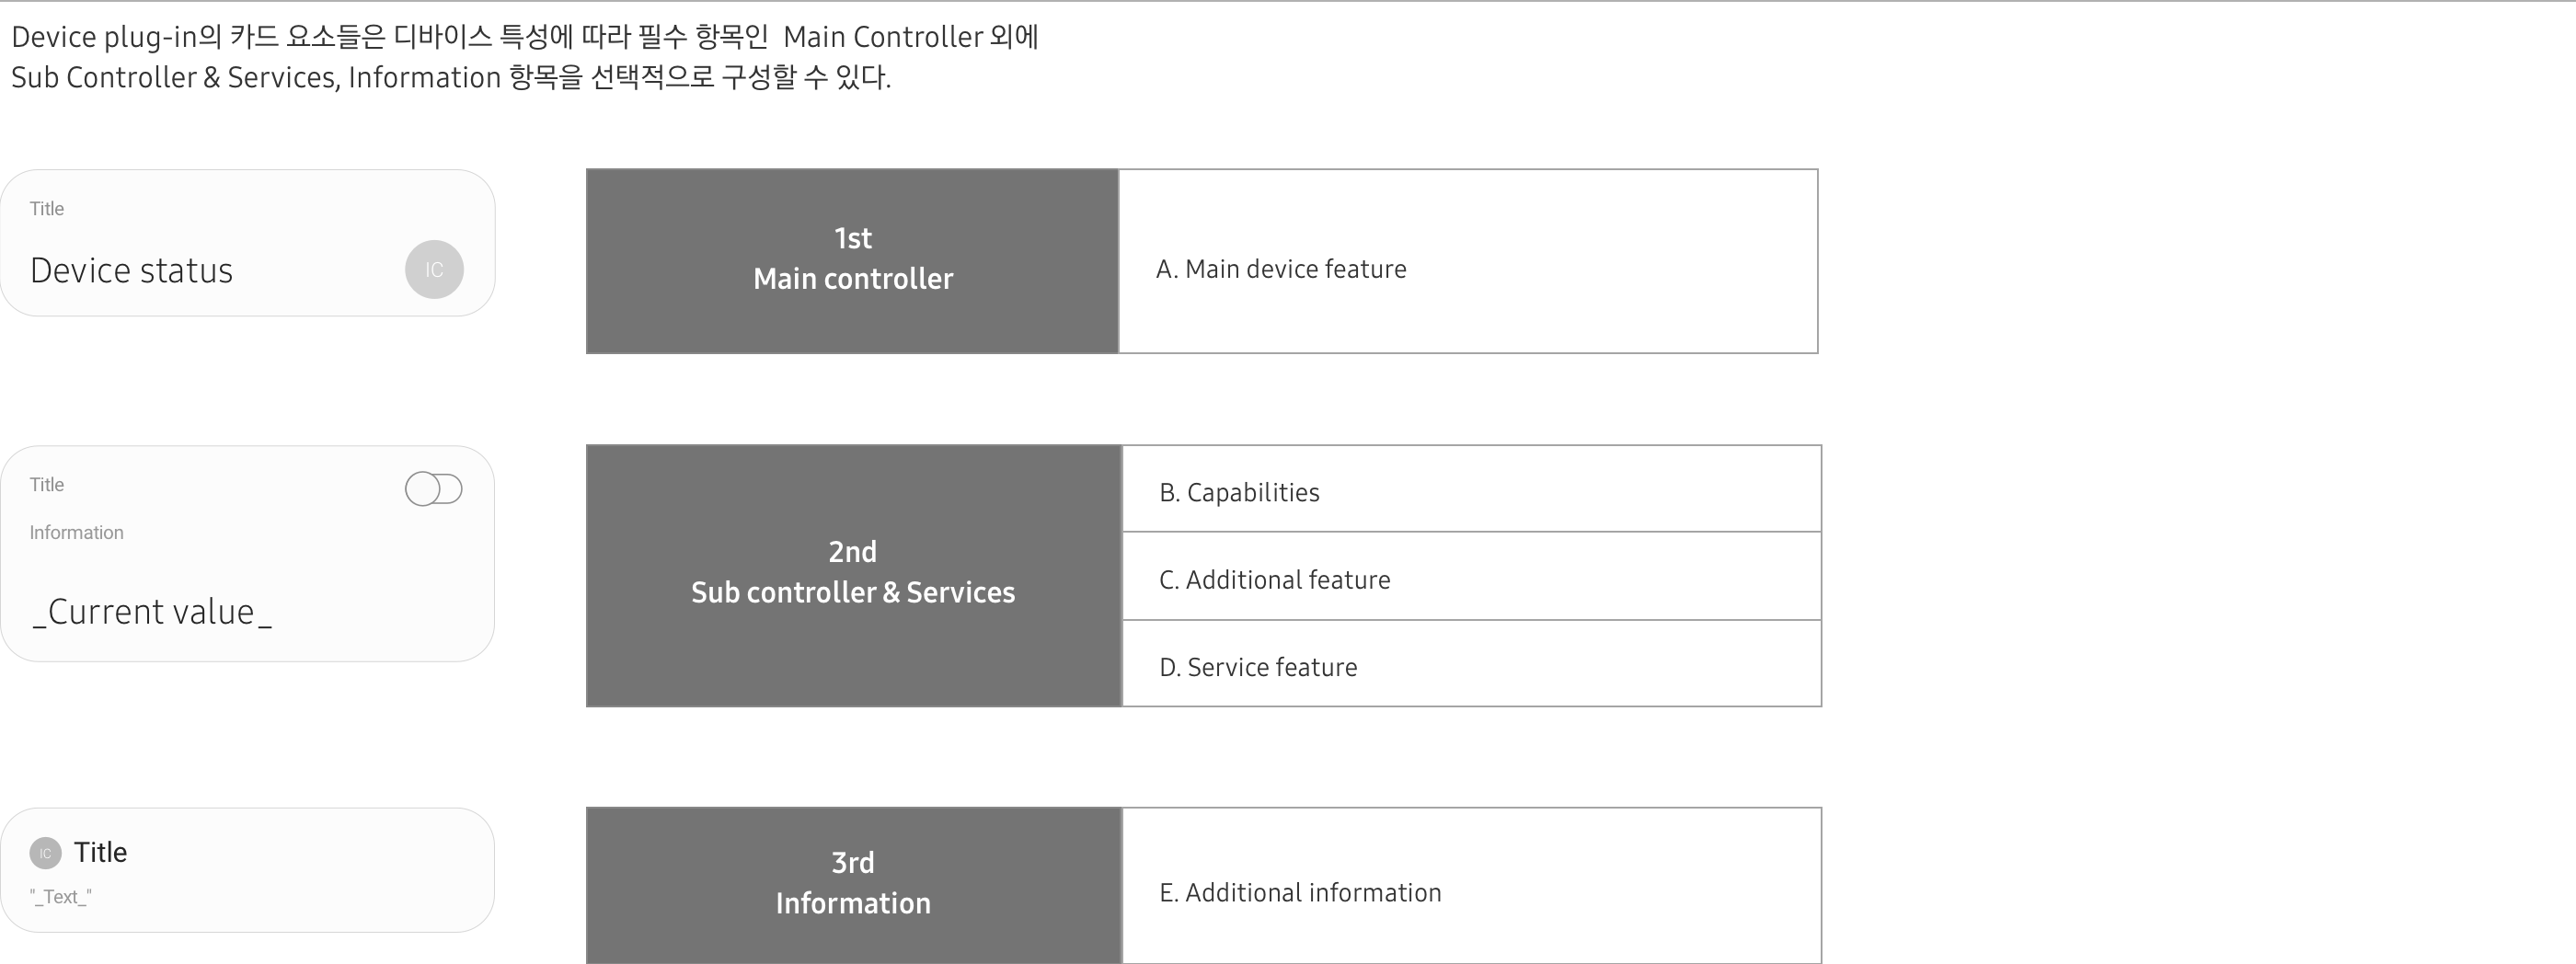 Device plug-in의 카드 요소들은 디바이스 특성에 따라 필수 항목인 Main Controller 외에
Sub Controller & Services, Information 항목을 선택적으로 구성할 수 있다.
Title
Device status
IC
1st
Main controller
A. Main device feature
Title
Information
_Current value_
2nd
Sub controller & Services
B. Capabilities
C. Additional feature
D. Service feature
IC Title
"_Text_"
3rd
Information
E. Additional information